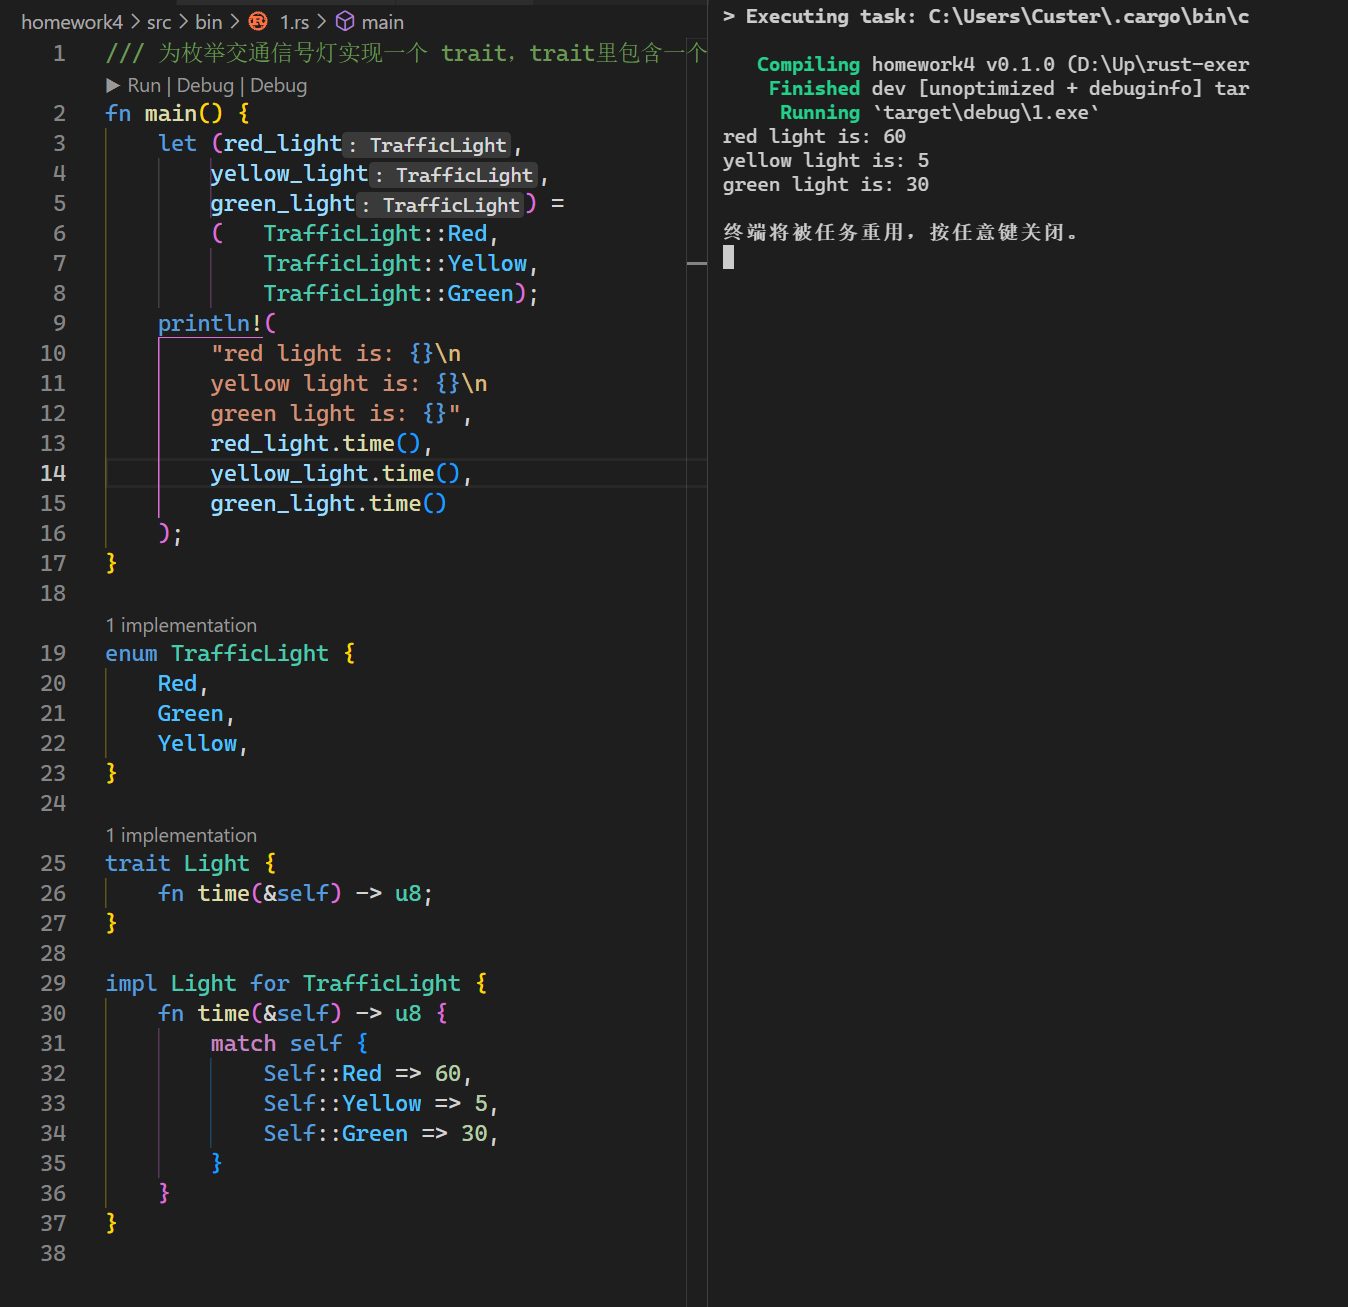 homework4 > src > bin > 1.rs > main
1 /// 为枚举交通信号灯实现一个 trait，trait里包含一个
▶ Run | Debug | Debug
2 fn main() {
3     let (red_light: TrafficLight,
4         yellow_light: TrafficLight,
5         green_light: TrafficLight) =
6         (   TrafficLight::Red,
7             TrafficLight::Yellow,
8             TrafficLight::Green);
9     println!(
10         "red light is: {}\n
11         yellow light is: {}\n
12         green light is: {}",
13         red_light.time(),
14         yellow_light.time(),
15         green_light.time()
16     );
17 }
18
1 implementation
19 enum TrafficLight {
20     Red,
21     Green,
22     Yellow,
23 }
24
1 implementation
25 trait Light {
26     fn time(&self) -> u8;
27 }
28
29 impl Light for TrafficLight {
30     fn time(&self) -> u8 {
31         match self {
32             Self::Red => 60,
33             Self::Yellow => 5,
34             Self::Green => 30,
35         }
36     }
37 }
38
> Executing task: C:\Users\Custer\.cargo\bin\c
Compiling homework4 v0.1.0 (D:\Up\rust-exer
Finished dev [unoptimized + debuginfo] tar
Running `target\debug\1.exe`
red light is: 60
yellow light is: 5
green light is: 30
终端将被任务重用，按任意键关闭。